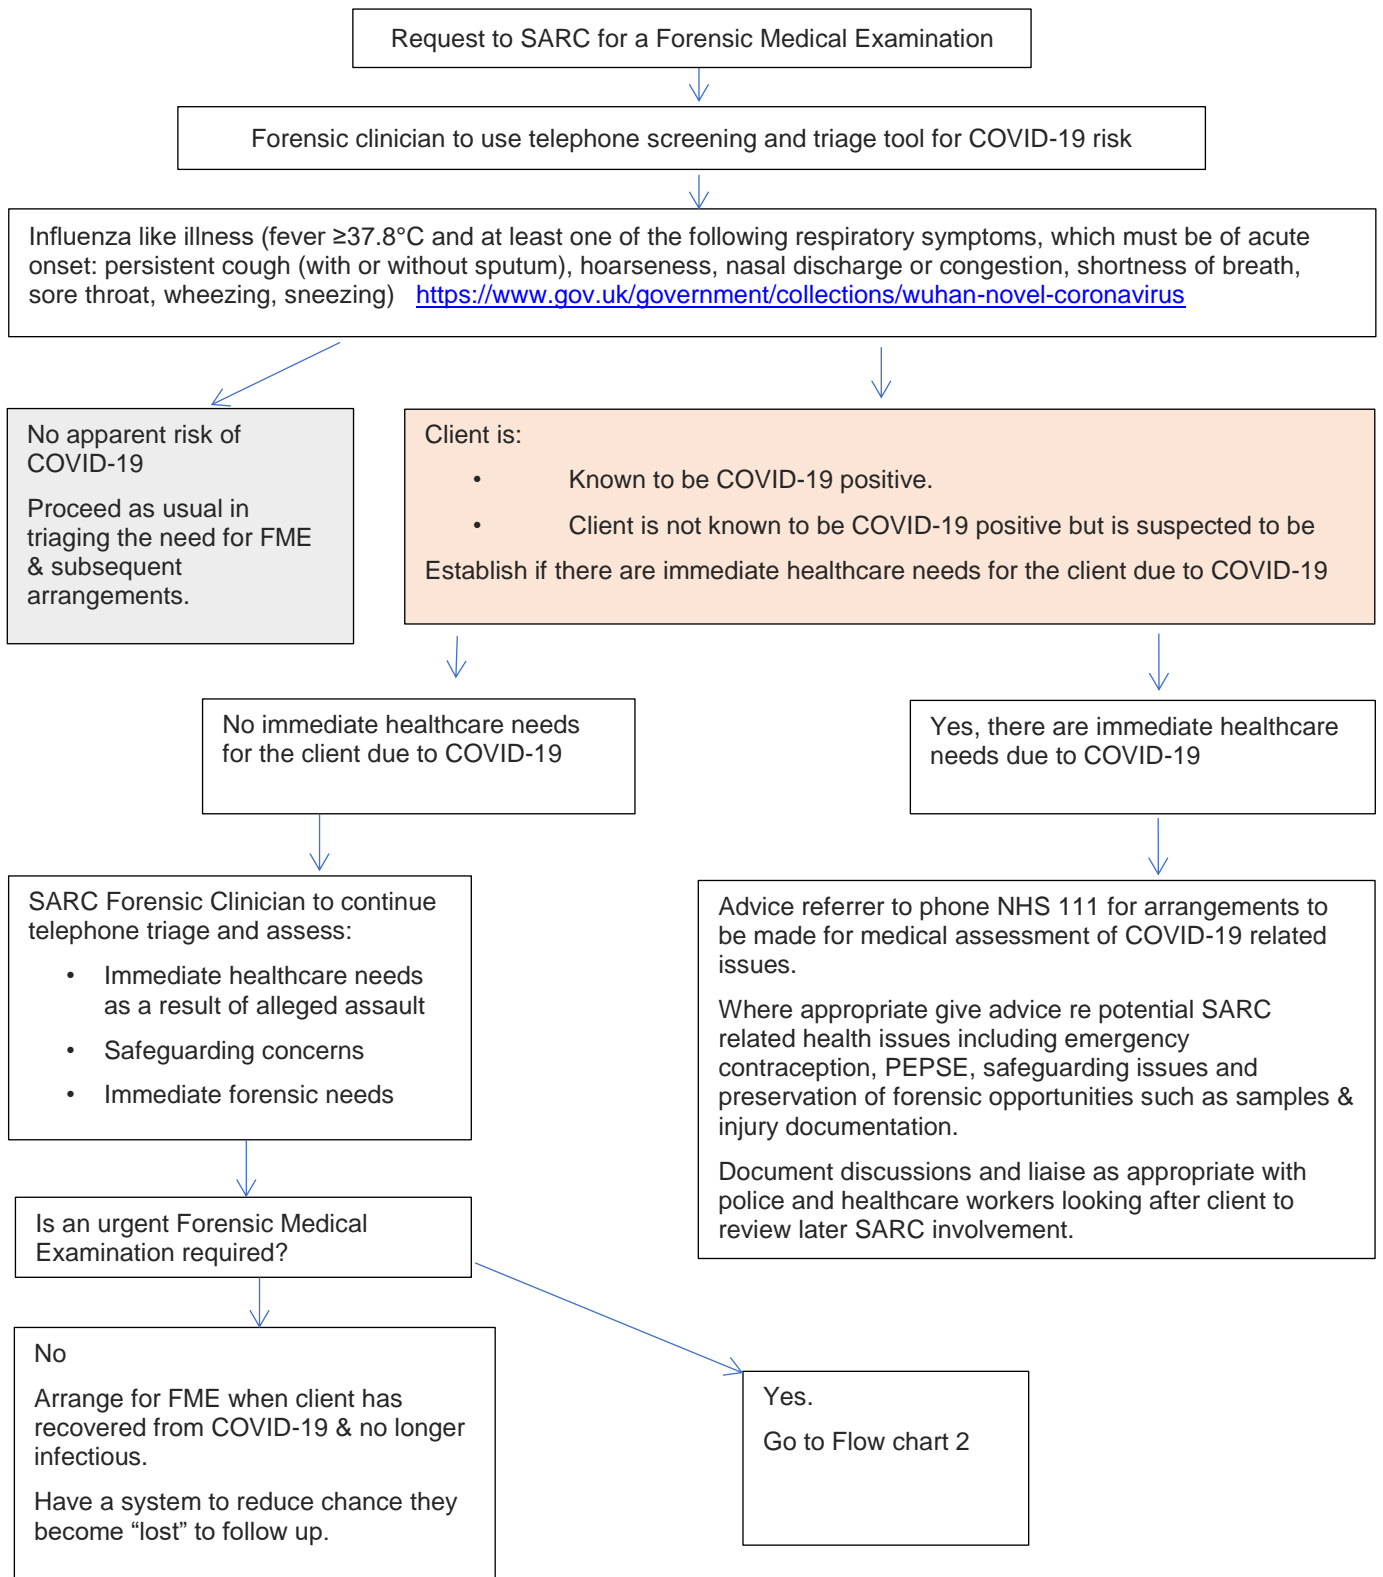 Request to SARC for a Forensic Medical Examination
Forensic clinician to use telephone screening and triage tool for COVID-19 risk
Influenza like illness (fever ≥37.8°C and at least one of the following respiratory symptoms, which must be of acute
onset: persistent cough (with or without sputum), hoarseness, nasal discharge or congestion, shortness of breath,
sore throat, wheezing, sneezing) https://www.gov.uk/government/collections/wuhan-novel-coronavirus
No apparent risk of
COVID-19
Proceed as usual in
triaging the need for FME
& subsequent
arrangements.
Client is:
• Known to be COVID-19 positive.
• Client is not known to be COVID-19 positive but is suspected to be
Establish if there are immediate healthcare needs for the client due to COVID-19
No immediate healthcare needs
for the client due to COVID-19
Yes, there are immediate healthcare
needs due to COVID-19
SARC Forensic Clinician to continue
telephone triage and assess:
• Immediate healthcare needs
as a result of alleged assault
• Safeguarding concerns
• Immediate forensic needs
Advice referrer to phone NHS 111 for arrangements to
be made for medical assessment of COVID-19 related
issues.
Where appropriate give advice re potential SARC
related health issues including emergency
contraception, PEPSE, safeguarding issues and
preservation of forensic opportunities such as samples &
injury documentation.
Document discussions and liaise as appropriate with
police and healthcare workers looking after client to
review later SARC involvement.
Is an urgent Forensic Medical
Examination required?
No
Arrange for FME when client has
recovered from COVID-19 & no longer
infectious.
Have a system to reduce chance they
become “lost” to follow up.
Yes.
Go to Flow chart 2